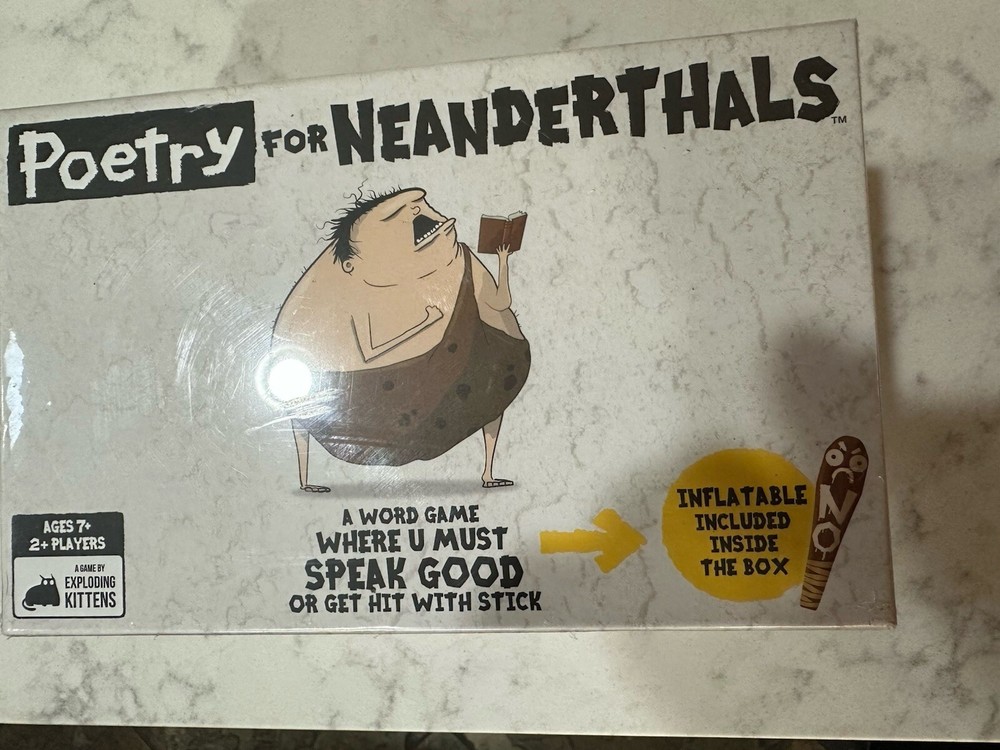 Poetry FOR NEANDERTHALS™
A WORD GAME
WHERE U MUST
SPEAK GOOD
OR GET HIT WITH STICK
INFLATABLE
INCLUDED
INSIDE
THE BOX
NO
AGES 7+
2+ PLAYERS
A GAME BY
EXPLODING
KITTENS